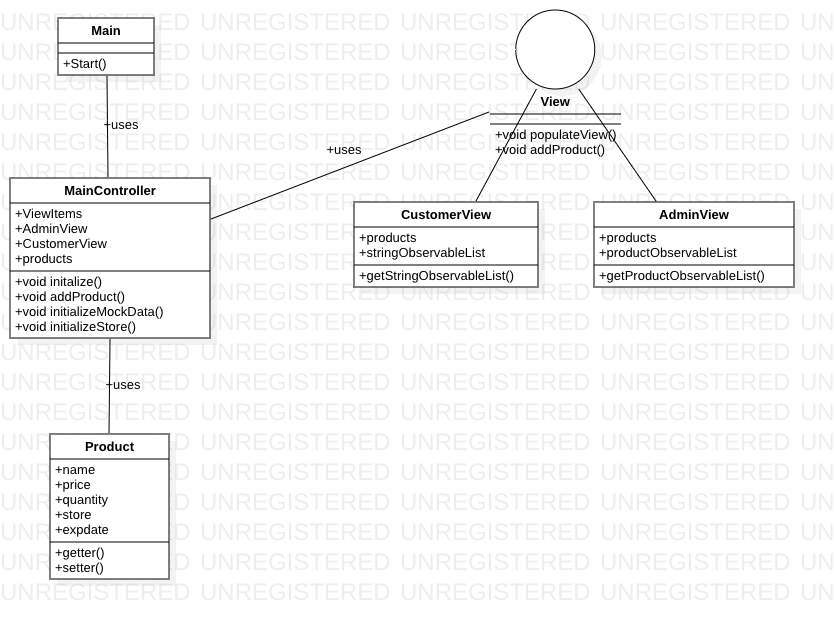 Main
+Start()
+uses
View
+void populateView()
+void addProduct()
+uses
MainController
+ViewItems
+AdminView
+CustomerView
+products
+void initalize()
+void addProduct()
+void initializeMockData()
+void initializeStore()
CustomerView
+products
+stringObservableList
+getStringObservableList()
AdminView
+products
+productObservableList
+getProductObservableList()
+uses
Product
+name
+price
+quantity
+store
+expdate
+getter()
+setter()
UNREGISTERED UNREGISTERED UNREGISTERED UNREGISTERED